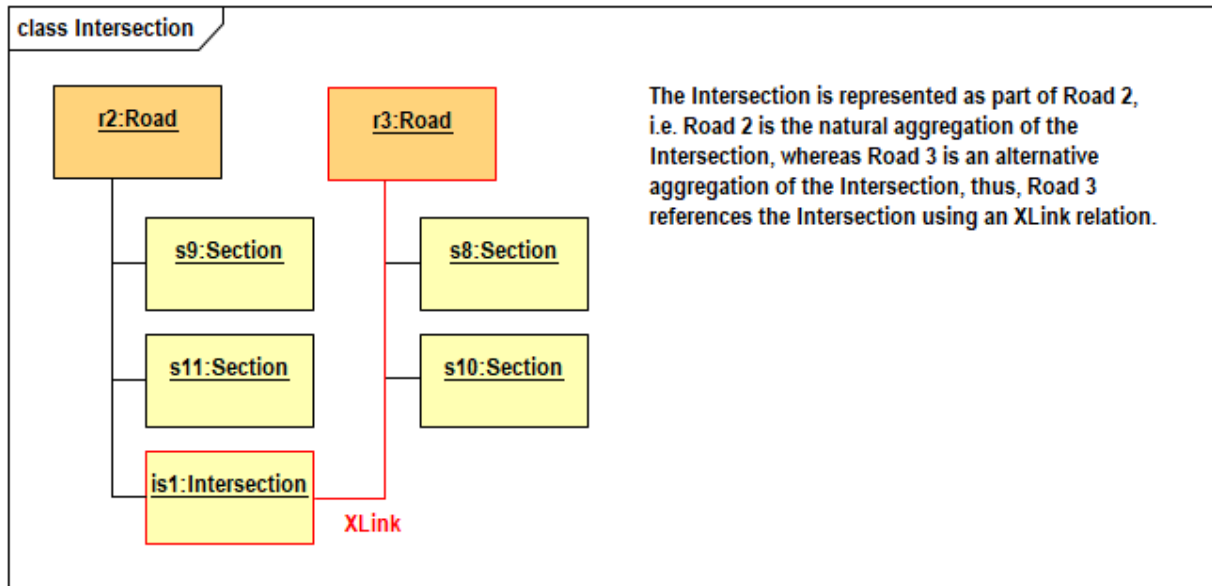 class Intersection
r2:Road
r3:Road
The Intersection is represented as part of Road 2,
i.e. Road 2 is the natural aggregation of the
Intersection, whereas Road 3 is an alternative
aggregation of the Intersection, thus, Road 3
references the Intersection using an XLink relation.
s9:Section
s8:Section
s11:Section
s10:Section
is1:Intersection
XLink